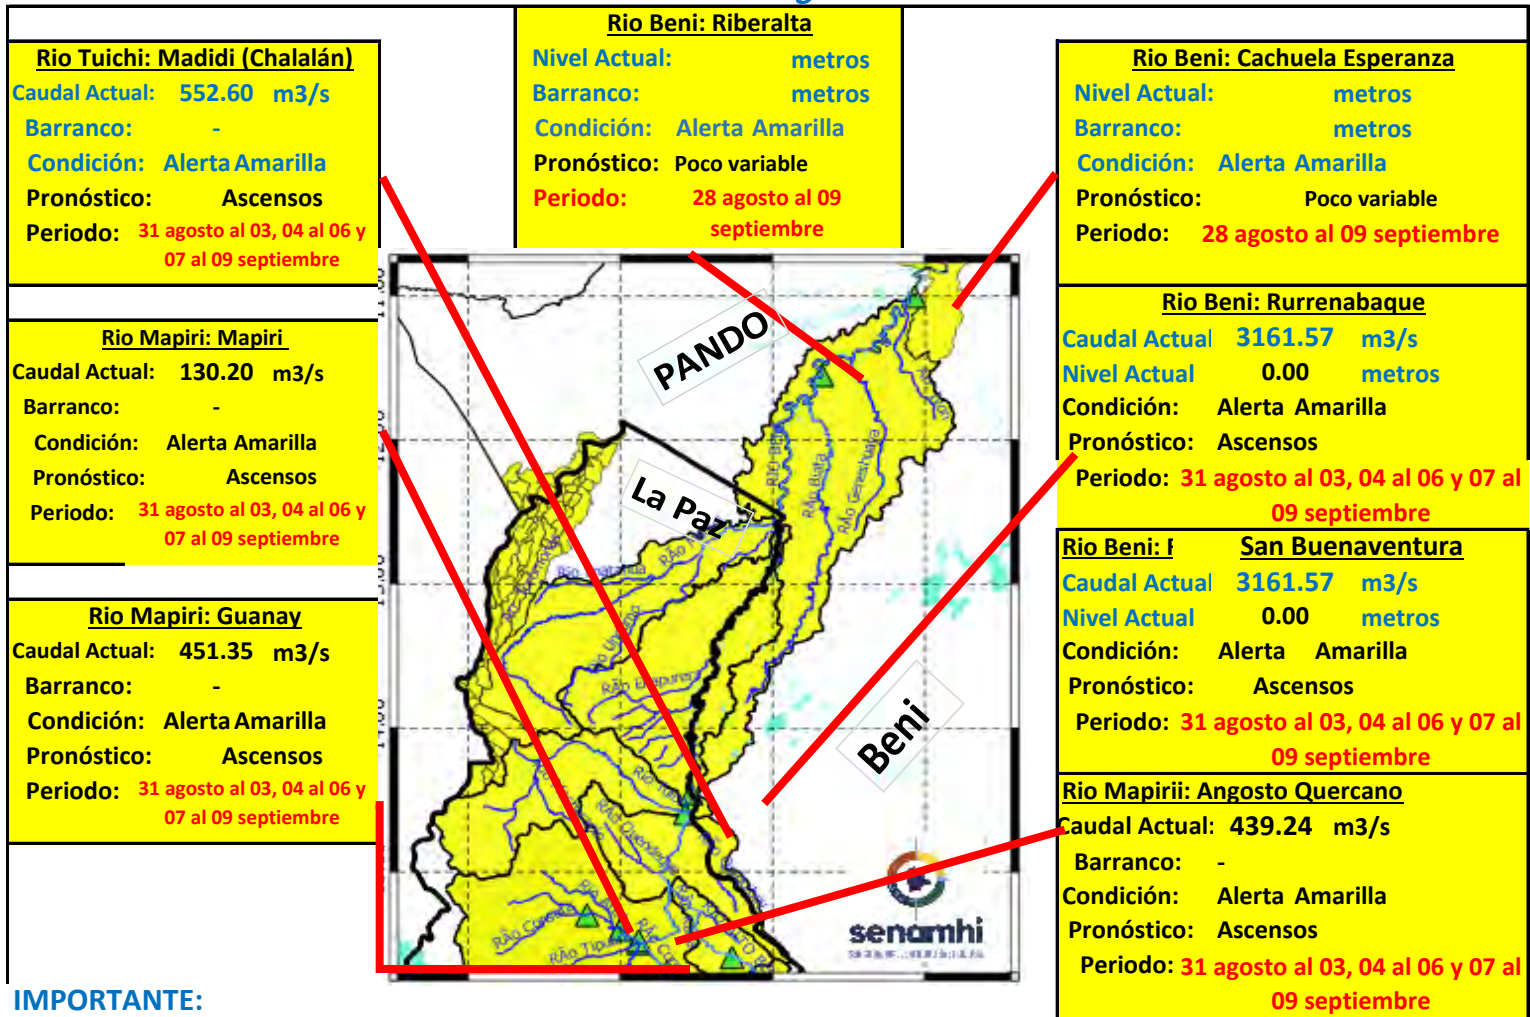 Rio Tuichi: Madidi (Chalalán)
Caudal Actual: 552.60 m3/s
Barranco: -
Condición: Alerta Amarilla
Pronóstico: Ascensos
Periodo: 31 agosto al 03, 04 al 06 y
07 al 09 septiembre
Rio Mapiri: Mapiri
Caudal Actual: 130.20 m3/s
Barranco: -
Condición: Alerta Amarilla
Pronóstico: Ascensos
Periodo: 31 agosto al 03, 04 al 06 y
07 al 09 septiembre
Rio Mapiri: Guanay
Caudal Actual: 451.35 m3/s
Barranco: -
Condición: Alerta Amarilla
Pronóstico: Ascensos
Periodo: 31 agosto al 03, 04 al 06 y
07 al 09 septiembre
Rio Beni: Riberalta
Nivel Actual: metros
Barranco: metros
Condición: Alerta Amarilla
Pronóstico: Poco variable
Periodo: 28 agosto al 09
septiembre
PANDO
La Paz
Beni
senamhi
Rio Beni: Cachuela Esperanza
Nivel Actual: metros
Barranco: metros
Condición: Alerta Amarilla
Pronóstico: Poco variable
Periodo: 28 agosto al 09 septiembre
Rio Beni: Rurrenabaque
Caudal Actual 3161.57 m3/s
Nivel Actual 0.00 metros
Condición: Alerta Amarilla
Pronóstico: Ascensos
Periodo: 31 agosto al 03, 04 al 06 y 07 al
09 septiembre
Rio Beni: San Buenaventura
Caudal Actual 3161.57 m3/s
Nivel Actual 0.00 metros
Condición: Alerta Amarilla
Pronóstico: Ascensos
Periodo: 31 agosto al 03, 04 al 06 y 07 al
09 septiembre
Rio Mapirii: Angosto Quercano
Caudal Actual: 439.24 m3/s
Barranco: -
Condición: Alerta Amarilla
Pronóstico: Ascensos
Periodo: 31 agosto al 03, 04 al 06 y 07 al
09 septiembre
IMPORTANTE: